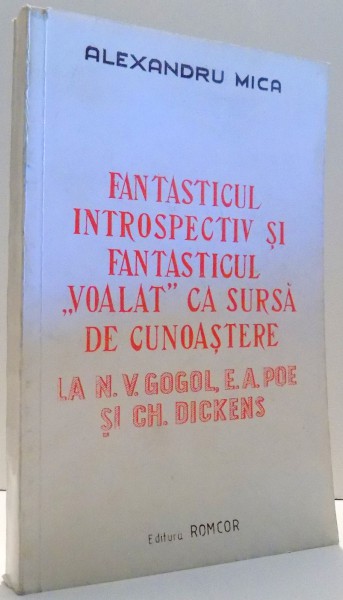 ALEXANDRU MICA
FANTASTICUL
INTROSPECTIV ȘI
FANTASTICUL
„VOALAT” CA SURSĂ
DE CUNOAȘTERE
LA N. V. GOGOL, E. A. POE
ȘI CH. DICKENS
Editura ROMCOR